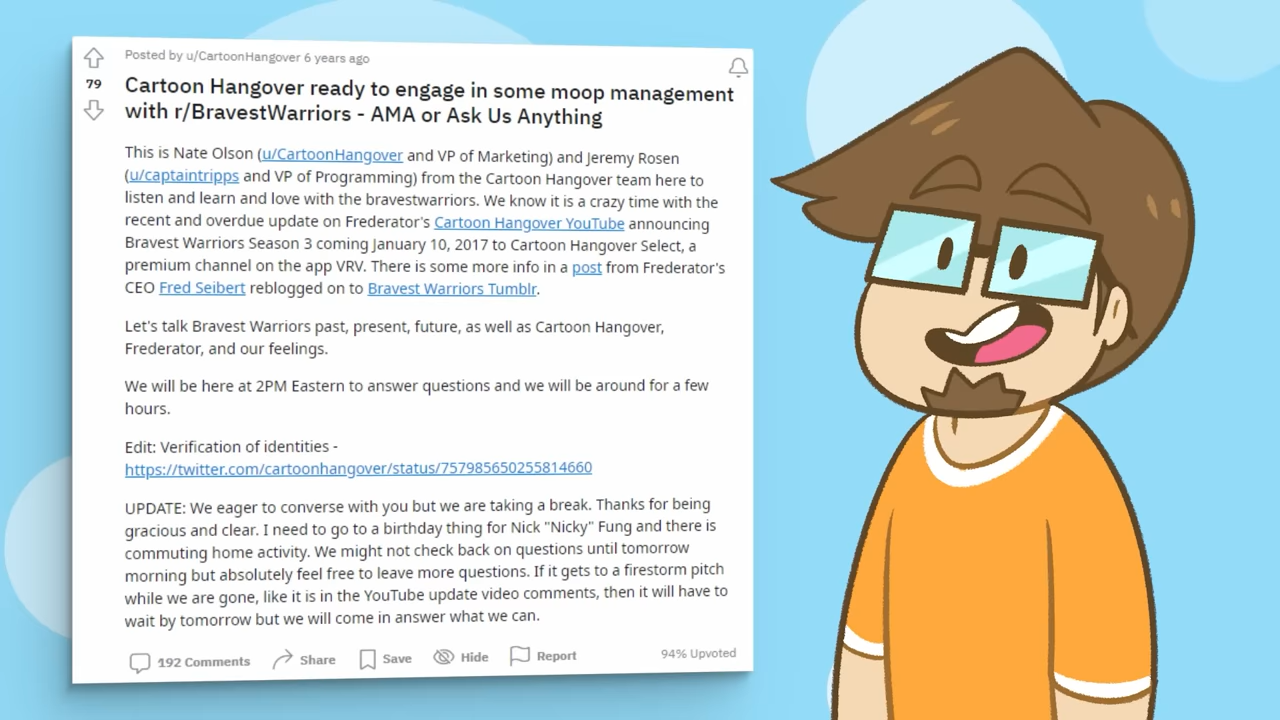 Posted by u/CartoonHangover 6 years ago
79
Cartoon Hangover ready to engage in some moop management
with r/BravestWarriors - AMA or Ask Us Anything
This is Nate Olson (u/CartoonHangover and VP of Marketing) and Jeremy Rosen
(u/captaintripps and VP of Programming) from the Cartoon Hangover team here to
listen and learn and love with the bravestwarriors. We know it is a crazy time with the
recent and overdue update on Frederator's Cartoon Hangover YouTube announcing
Bravest Warriors Season 3 coming January 10, 2017 to Cartoon Hangover Select, a
premium channel on the app VRV. There is some more info in a post from Frederator's
CEO Fred Seibert reblogged on to Bravest Warriors Tumblr.
Let's talk Bravest Warriors past, present, future, as well as Cartoon Hangover,
Frederator, and our feelings.
We will be here at 2PM Eastern to answer questions and we will be around for a few
hours.
Edit: Verification of identities -
https://twitter.com/cartoonhangover/status/757985650255814660
UPDATE: We eager to converse with you but we are taking a break. Thanks for being
gracious and clear. I need to go to a birthday thing for Nick "Nicky" Fung and there is
commuting home activity. We might not check back on questions until tomorrow
morning but absolutely feel free to leave more questions. If it gets to a firestorm pitch
while we are gone, like it is in the YouTube update video comments, then it will have to
wait by tomorrow but we will come in answer what we can.
192 Comments Share Save Hide Report 94% Upvoted